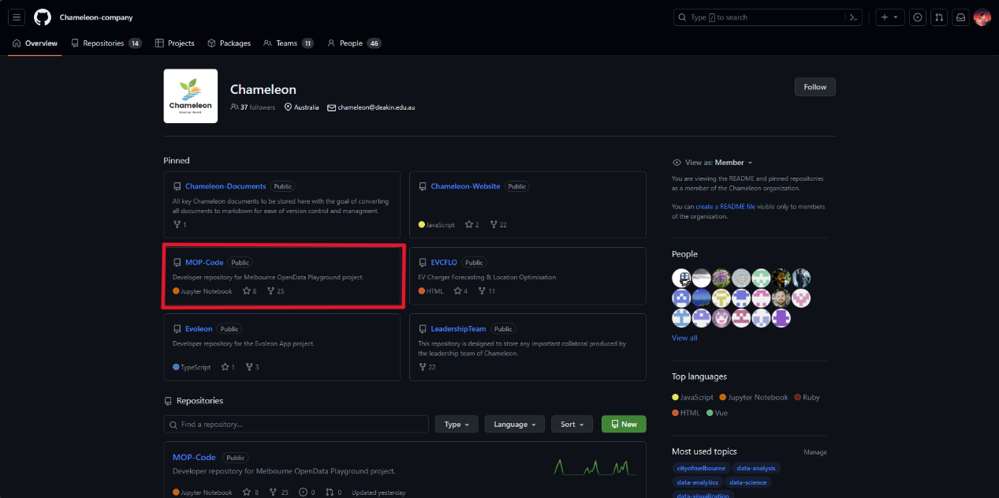 Chameleon-company
Type / to search
Overview
Repositories 14
Projects
Packages
Teams 11
People 46
Chameleon
Smarter World
Chameleon
37 followers
Australia
chameleon@deakin.edu.au
Follow
Pinned
Chameleon-Documents Public
All key Chameleon documents to be stored here with the goal of converting
all documents to markdown for ease of version control and managment.
1
Chameleon-Website Public
JavaScript 2 22
MOP-Code Public
Developer repository for Melbourne OpenData Playground project.
Jupyter Notebook 8 25
EVCFLO Public
EV Charger Forecasting & Location Optimisation
HTML 4 11
Evoleon Public
Developer repository for the Evoleon App project.
TypeScript 1 3
LeadershipTeam Public
This repository is designed to store any important collatoral produced by
the leadership team of Chameleon.
22
Repositories
Find a repository...
Type
Language
Sort
New
MOP-Code Public
Developer repository for Melbourne OpenData Playground project.
Jupyter Notebook 8 25 0 0 Updated yesterday
View as: Member
You are viewing the README and pinned repositories
as a member of the Chameleon organization.
You can create a README file visible only to members
of the organization.
People
View all
Top languages
JavaScript Jupyter Notebook Ruby
HTML Vue
Most used topics
Manage
cityofmelbourne data-analysis
data-analytics data-science
data-visualization